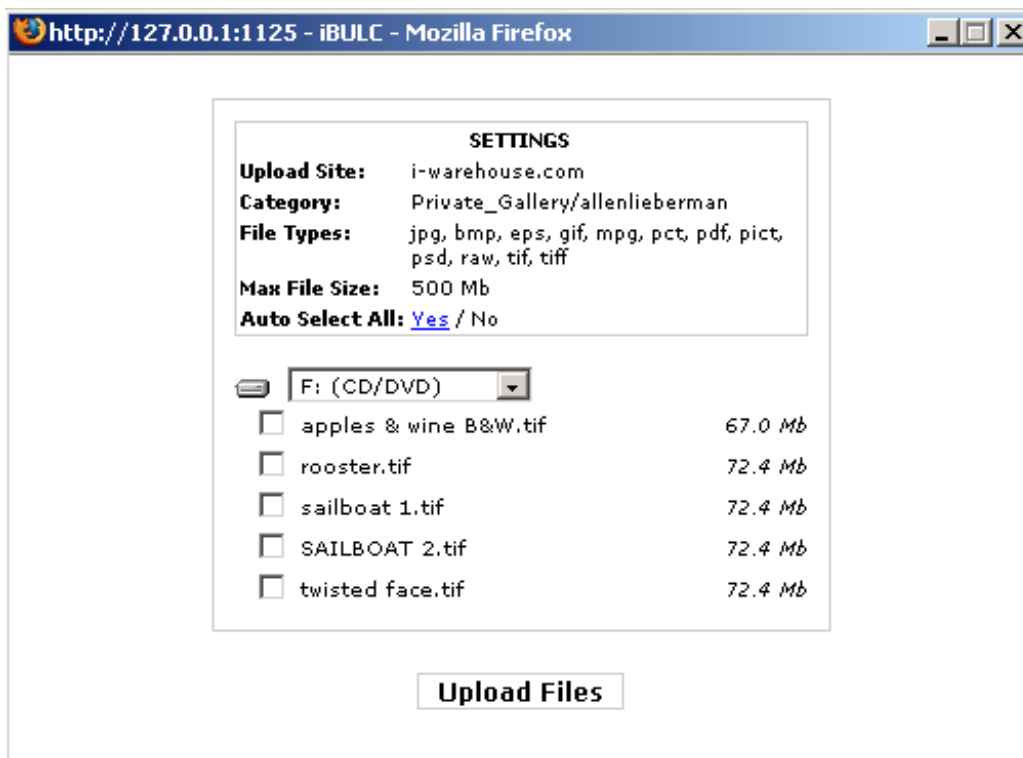 http://127.0.0.1:1125 - iBULC - Mozilla Firefox
SETTINGS
Upload Site: i-warehouse.com
Category: Private_Gallery/allenlieberman
File Types: jpg, bmp, eps, gif, mpg, pct, pdf, pict,
psd, raw, tif, tiff
Max File Size: 500 Mb
Auto Select All: Yes / No
F: (CD/DVD)
apples & wine B&W.tif 67.0 Mb
rooster.tif 72.4 Mb
sailboat 1.tif 72.4 Mb
SAILBOAT 2.tif 72.4 Mb
twisted face.tif 72.4 Mb
Upload Files